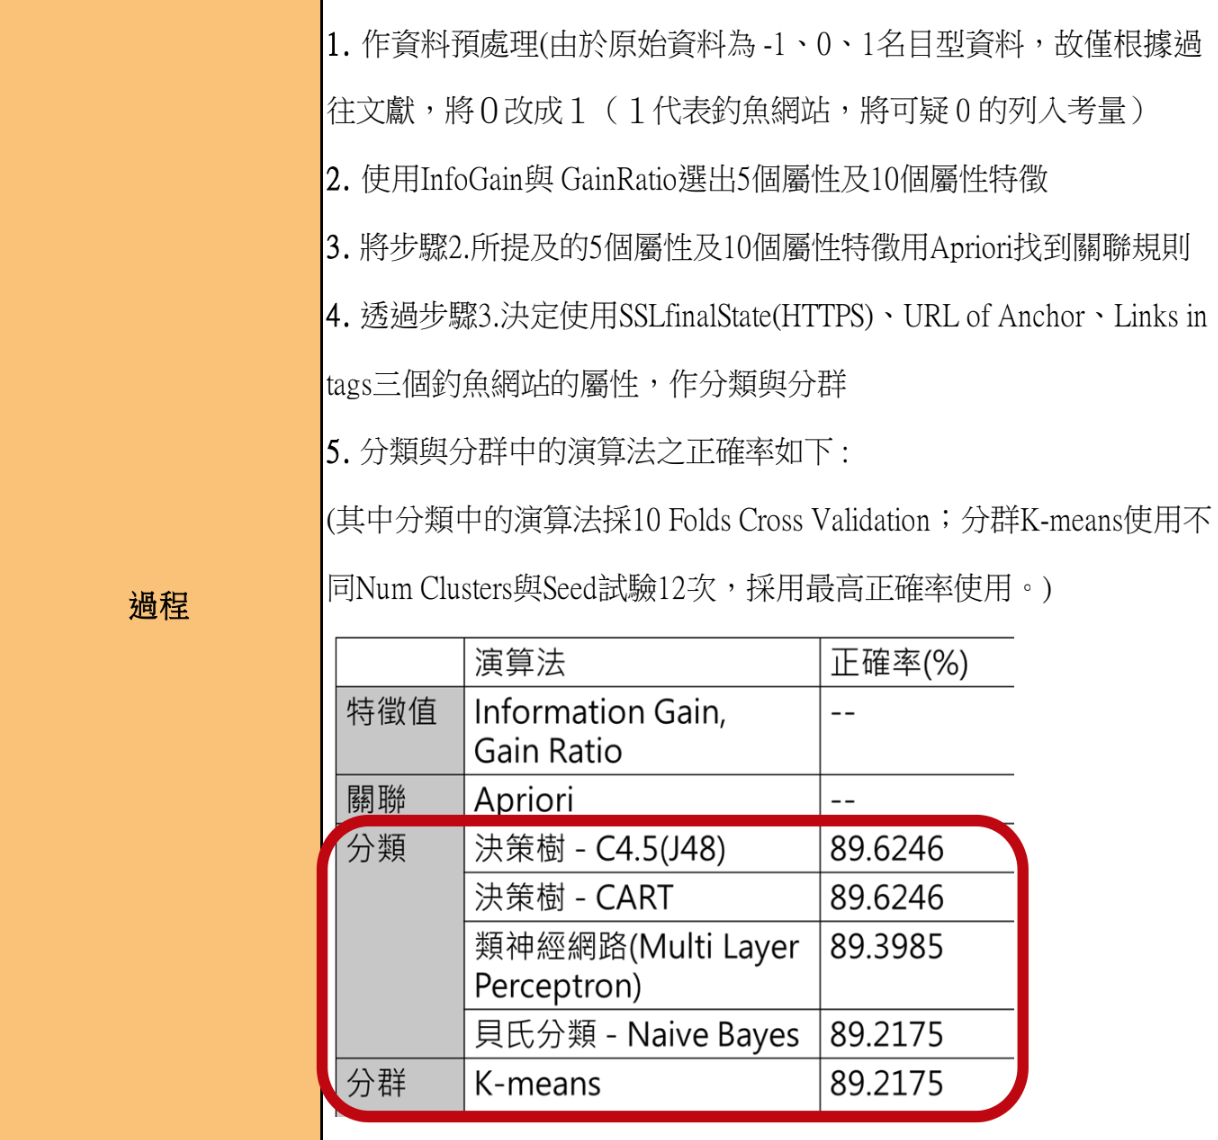 過程
1. 作資料預處理(由於原始資料為 -1、0、1名目型資料，故僅根據過
往文獻，將０改成１（１代表釣魚網站，將可疑 0 的列入考量）
2. 使用InfoGain與 GainRatio選出5個屬性及10個屬性特徵
3. 將步驟2.所提及的5個屬性及10個屬性特徵用Apriori找到關聯規則
4. 透過步驟3.決定使用SSLfinalState(HTTPS)、URL of Anchor、Links in
tags三個釣魚網站的屬性，作分類與分群
5. 分類與分群中的演算法之正確率如下 :
(其中分類中的演算法採10 Folds Cross Validation；分群K-means使用不
同Num Clusters與Seed試驗12次，採用最高正確率使用。)
演算法 正確率(%)
特徵值 Information Gain, --
Gain Ratio
關聯 Apriori --
分類 決策樹 - C4.5(J48) 89.6246
決策樹 - CART 89.6246
類神經網路(Multi Layer 89.3985
Perceptron)
貝氏分類 - Naive Bayes 89.2175
分群 K-means 89.2175